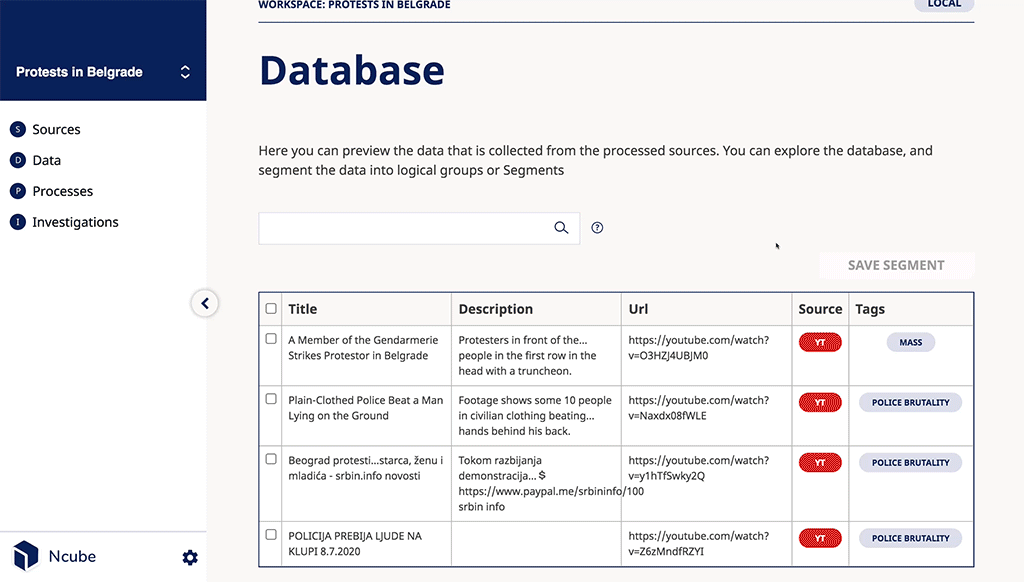 WORKSPACE: PROTESTS IN BELGRADE
LOCAL
Protests in Belgrade
S Sources
D Data
P Processes
I Investigations
Ncube
Database
Here you can preview the data that is collected from the processed sources. You can explore the database, and
segment the data into logical groups or Segments
?
SAVE SEGMENT
Title Description Url Source Tags
A Member of the Gendarmerie
Strikes Protestor in Belgrade
Protesters in front of the...
people in the first row in the
head with a truncheon.
https://youtube.com/watch?
v=O3HZJ4UBJM0
YT
MASS
Plain-Clothed Police Beat a Man
Lying on the Ground
Footage shows some 10 people
in civilian clothing beating...
hands behind his back.
https://youtube.com/watch?
v=Naxdx08fWLE
YT
POLICE BRUTALITY
Beograd protesti...starca, ženu i
mladića - srbin.info novosti
Tokom razbijanja
demonstracija... $
https://www.paypal.me/srbininfo/100
srbin info
https://youtube.com/watch?
v=y1hTfSwky2Q
YT
POLICE BRUTALITY
POLICIJA PREBIJA LJUDE NA
KLUPI 8.7.2020
https://youtube.com/watch?
v=Z6zMndfRZYI
YT
POLICE BRUTALITY